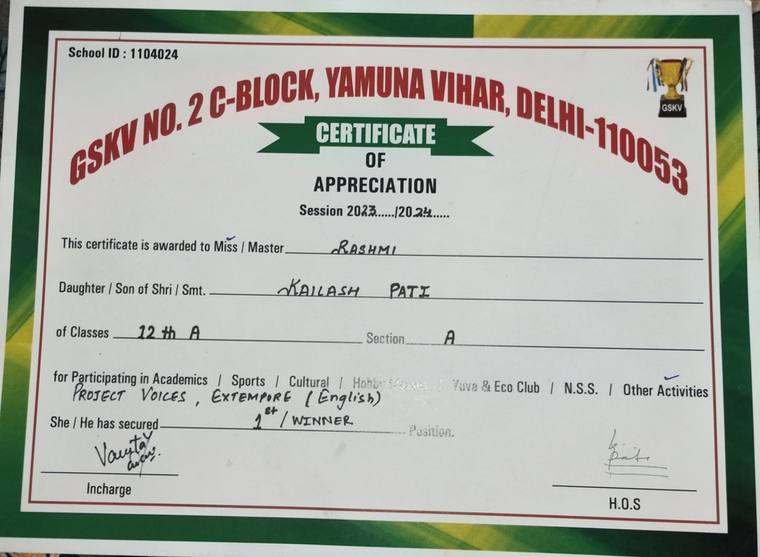 School ID : 1104024
GSKV NO. 2 C-BLOCK, YAMUNA VIHAR, DELHI-110053
GSKV
CERTIFICATE
OF
APPRECIATION
Session 2023...../2024.....
This certificate is awarded to Miss / Master RASHMI
Daughter / Son of Shri / Smt. KAILASH PATI
of Classes 12 th A Section A
for Participating in Academics / Sports / Cultural / Hobby / Yuva & Eco Club / N.S.S. / Other Activities
PROJECT VOICES, EXTEMPORE (English)
She / He has secured 1st / WINNER Position.
Incharge
H.O.S